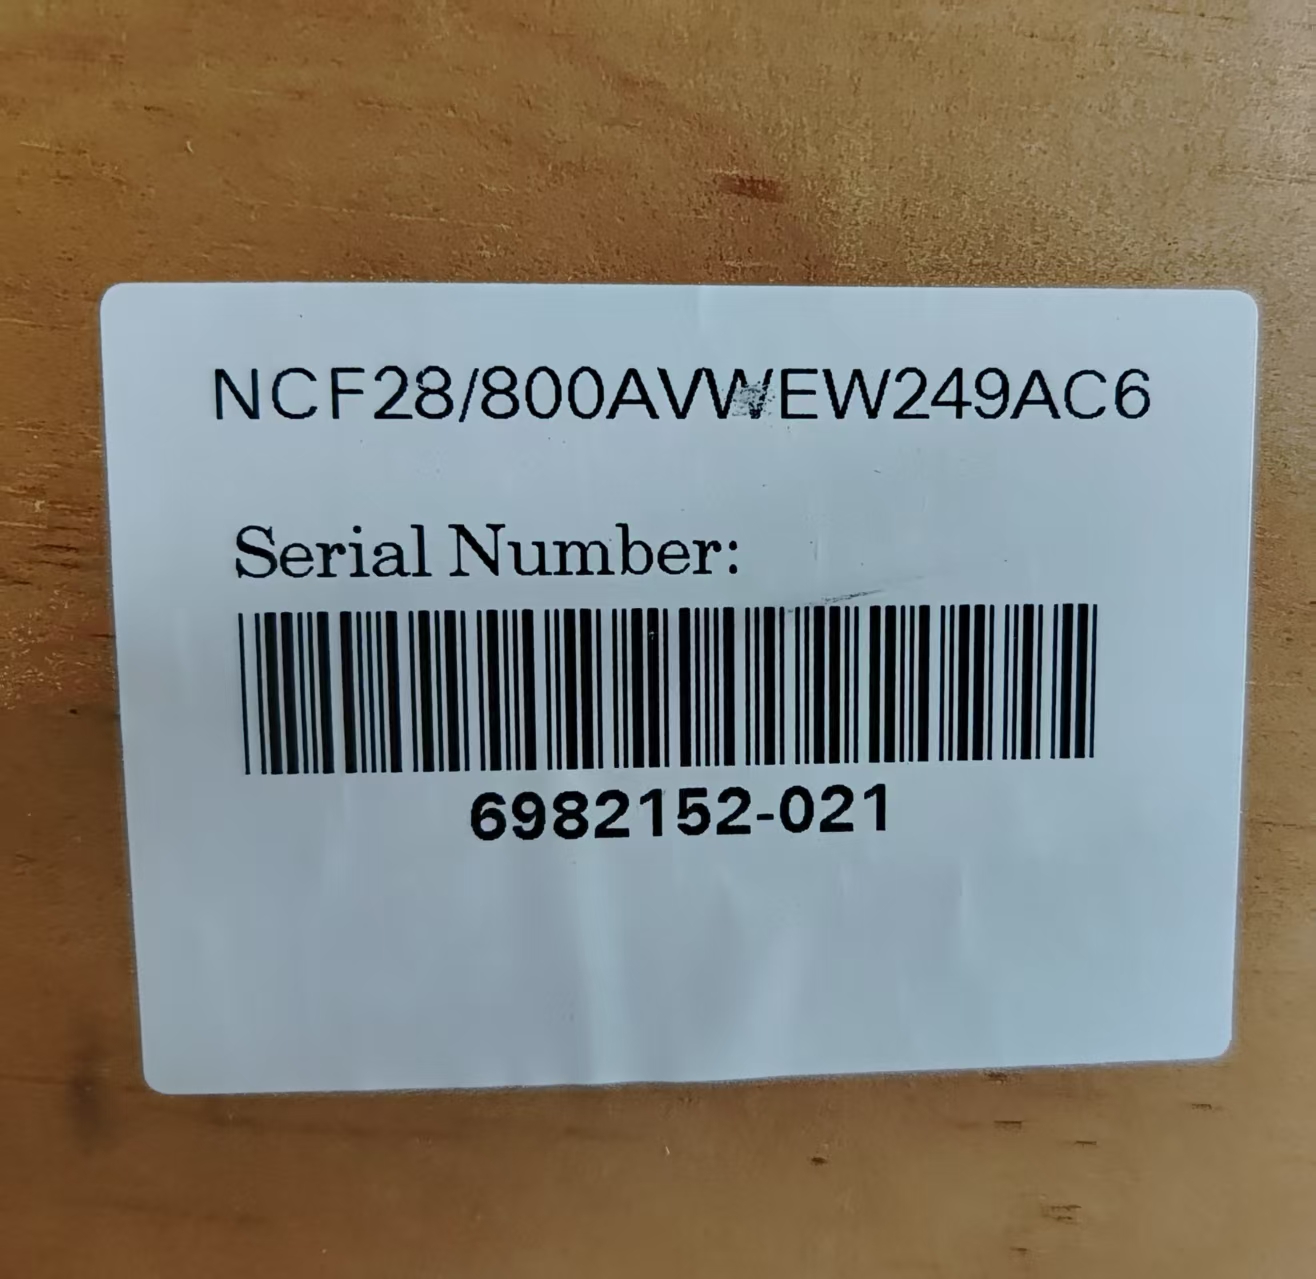 NCF28/800AVWEW249AC6
Serial Number:
6982152-021